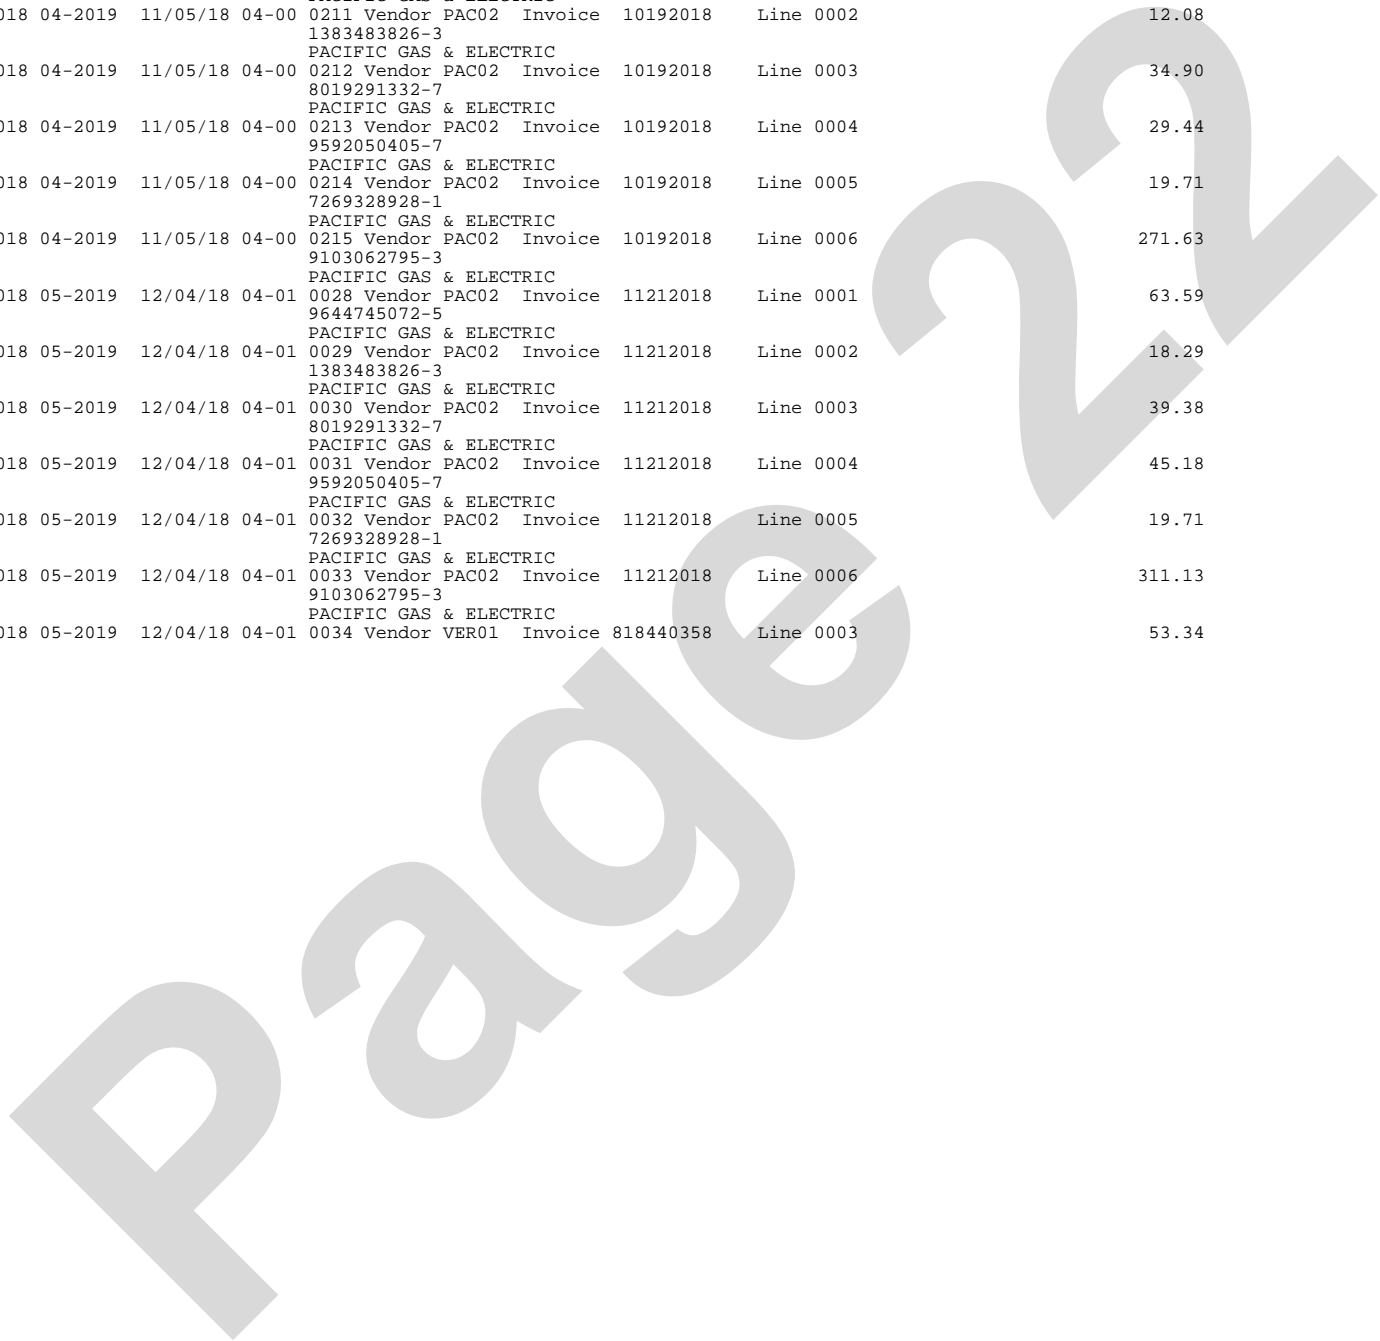 PACIFIC GAS & ELECTRIC
018 11/05/18 04-00 0211 Vendor PAC02 Invoice 10192018 Line 0002 12.08
1383483826-3
PACIFIC GAS & ELECTRIC
018 04-2019 11/05/18 04-00 0212 Vendor PAC02 Invoice 10192018 Line 0003 34.90
8019291332-7
PACIFIC GAS & ELECTRIC
018 04-2019 11/05/18 04-00 0213 Vendor PAC02 Invoice 10192018 Line 0004 29.44
9592050405-7
PACIFIC GAS & ELECTRIC
018 04-2019 11/05/18 04-00 0214 Vendor PAC02 Invoice 10192018 Line 0005 19.71
7269328928-1
PACIFIC GAS & ELECTRIC
018 04-2019 11/05/18 04-00 0215 Vendor PAC02 Invoice 10192018 Line 0006 271.63
9103062795-3
PACIFIC GAS & ELECTRIC
018 05-2019 12/04/18 04-01 0028 Vendor PAC02 Invoice 11212018 Line 0001 63.59
9644745072-5
PACIFIC GAS & ELECTRIC
018 05-2019 12/04/18 04-01 0029 Vendor PAC02 Invoice 11212018 Line 0002 18.29
1383483826-3
PACIFIC GAS & ELECTRIC
018 05-2019 12/04/18 04-01 0030 Vendor PAC02 Invoice 11212018 Line 0003 39.38
8019291332-7
PACIFIC GAS & ELECTRIC
018 05-2019 12/04/18 04-01 0031 Vendor PAC02 Invoice 11212018 Line 0004 45.18
9592050405-7
PACIFIC GAS & ELECTRIC
018 05-2019 12/04/18 04-01 0032 Vendor PAC02 Invoice 11212018 Line 0005 19.71
7269328928-1
PACIFIC GAS & ELECTRIC
018 05-2019 12/04/18 04-01 0033 Vendor PAC02 Invoice 11212018 Line 0006 311.13
9103062795-3
PACIFIC GAS & ELECTRIC
018 05-2019 12/04/18 04-01 0034 Vendor VER01 Invoice 818440358 Line 0003 53.34
Page 22